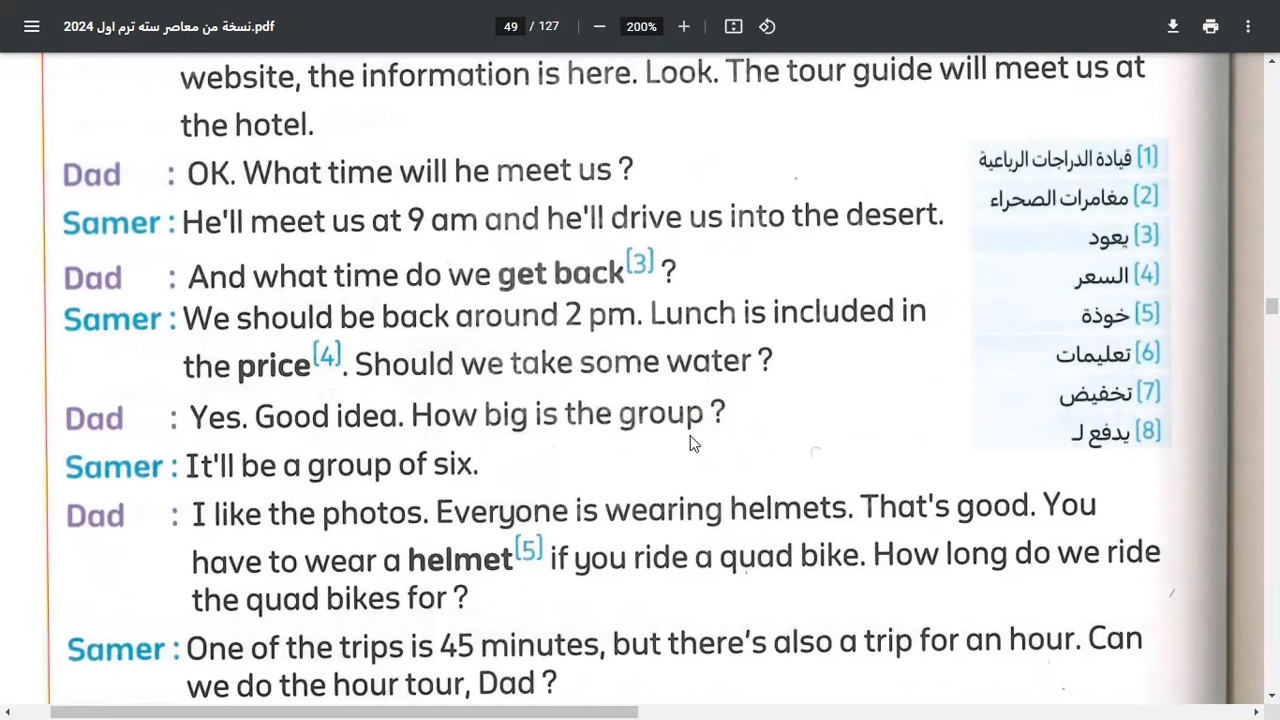 نسخة من معاصر سته ترم اول 2024.pdf
49 / 127
200%
website, the information is here. Look. The tour guide will meet us at
the hotel.
Dad : OK. What time will he meet us ?
Samer : He'll meet us at 9 am and he'll drive us into the desert.
Dad : And what time do we get back[3] ?
Samer : We should be back around 2 pm. Lunch is included in
the price[4]. Should we take some water ?
Dad : Yes. Good idea. How big is the group ?
Samer : It'll be a group of six.
Dad : I like the photos. Everyone is wearing helmets. That's good. You
have to wear a helmet[5] if you ride a quad bike. How long do we ride
the quad bikes for ?
Samer : One of the trips is 45 minutes, but there's also a trip for an hour. Can
we do the hour tour, Dad ?
[1] قيادة الدراجات الرباعية
[2] مغامرات الصحراء
[3] يعود
[4] السعر
[5] خوذة
[6] تعليمات
[7] تخفيض
[8] يدفع لـ